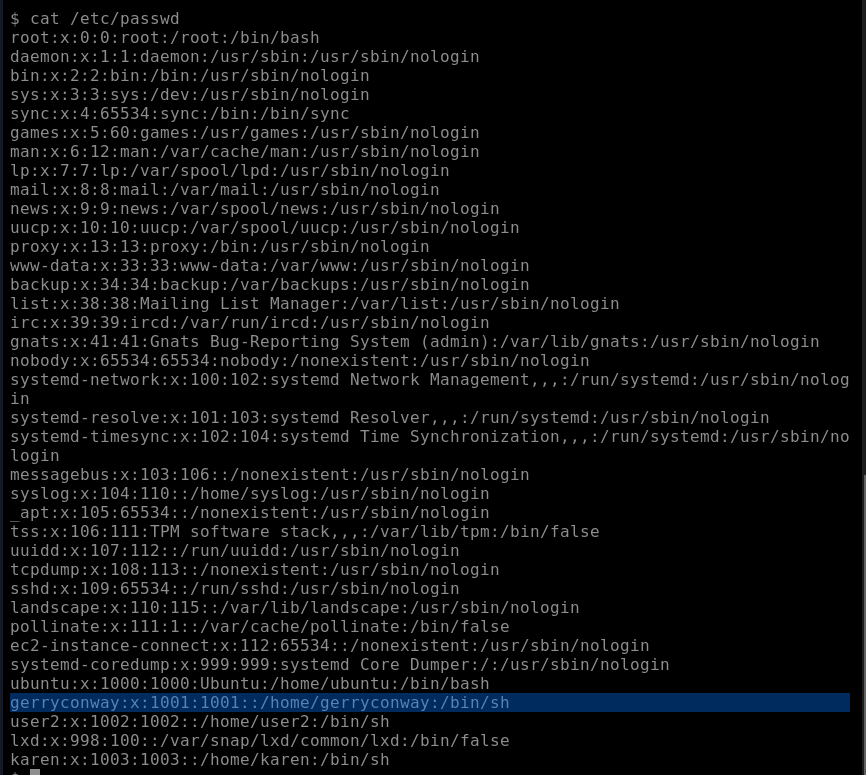 $ cat /etc/passwd
root:x:0:0:root:/root:/bin/bash
daemon:x:1:1:daemon:/usr/sbin:/usr/sbin/nologin
bin:x:2:2:bin:/bin:/usr/sbin/nologin
sys:x:3:3:sys:/dev:/usr/sbin/nologin
sync:x:4:65534:sync:/bin:/bin/sync
games:x:5:60:games:/usr/games:/usr/sbin/nologin
man:x:6:12:man:/var/cache/man:/usr/sbin/nologin
lp:x:7:7:lp:/var/spool/lpd:/usr/sbin/nologin
mail:x:8:8:mail:/var/mail:/usr/sbin/nologin
news:x:9:9:news:/var/spool/news:/usr/sbin/nologin
uucp:x:10:10:uucp:/var/spool/uucp:/usr/sbin/nologin
proxy:x:13:13:proxy:/bin:/usr/sbin/nologin
www-data:x:33:33:www-data:/var/www:/usr/sbin/nologin
backup:x:34:34:backup:/var/backups:/usr/sbin/nologin
list:x:38:38:Mailing List Manager:/var/list:/usr/sbin/nologin
irc:x:39:39:ircd:/var/run/ircd:/usr/sbin/nologin
gnats:x:41:41:Gnats Bug-Reporting System (admin):/var/lib/gnats:/usr/sbin/nologin
nobody:x:65534:65534:nobody:/nonexistent:/usr/sbin/nologin
systemd-network:x:100:102:systemd Network Management,,,:/run/systemd:/usr/sbin/nolog
in
systemd-resolve:x:101:103:systemd Resolver,,,:/run/systemd:/usr/sbin/nologin
systemd-timesync:x:102:104:systemd Time Synchronization,,,:/run/systemd:/usr/sbin/no
login
messagebus:x:103:106::/nonexistent:/usr/sbin/nologin
syslog:x:104:110::/home/syslog:/usr/sbin/nologin
_apt:x:105:65534::/nonexistent:/usr/sbin/nologin
tss:x:106:111:TPM software stack,,,:/var/lib/tpm:/bin/false
uuidd:x:107:112::/run/uuidd:/usr/sbin/nologin
tcpdump:x:108:113::/nonexistent:/usr/sbin/nologin
sshd:x:109:65534::/run/sshd:/usr/sbin/nologin
landscape:x:110:115::/var/lib/landscape:/usr/sbin/nologin
pollinate:x:111:1::/var/cache/pollinate:/bin/false
ec2-instance-connect:x:112:65534::/nonexistent:/usr/sbin/nologin
systemd-coredump:x:999:999:systemd Core Dumper:/:/usr/sbin/nologin
ubuntu:x:1000:1000:Ubuntu:/home/ubuntu:/bin/bash
gerryconway:x:1001:1001::/home/gerryconway:/bin/sh
user2:x:1002:1002::/home/user2:/bin/sh
lxd:x:998:100::/var/snap/lxd/common/lxd:/bin/false
karen:x:1003:1003::/home/karen:/bin/sh
$